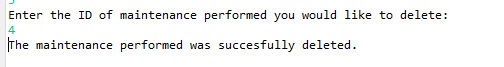 Enter the ID of maintenance performed you would like to delete:
4
The maintenance performed was succesfully deleted.